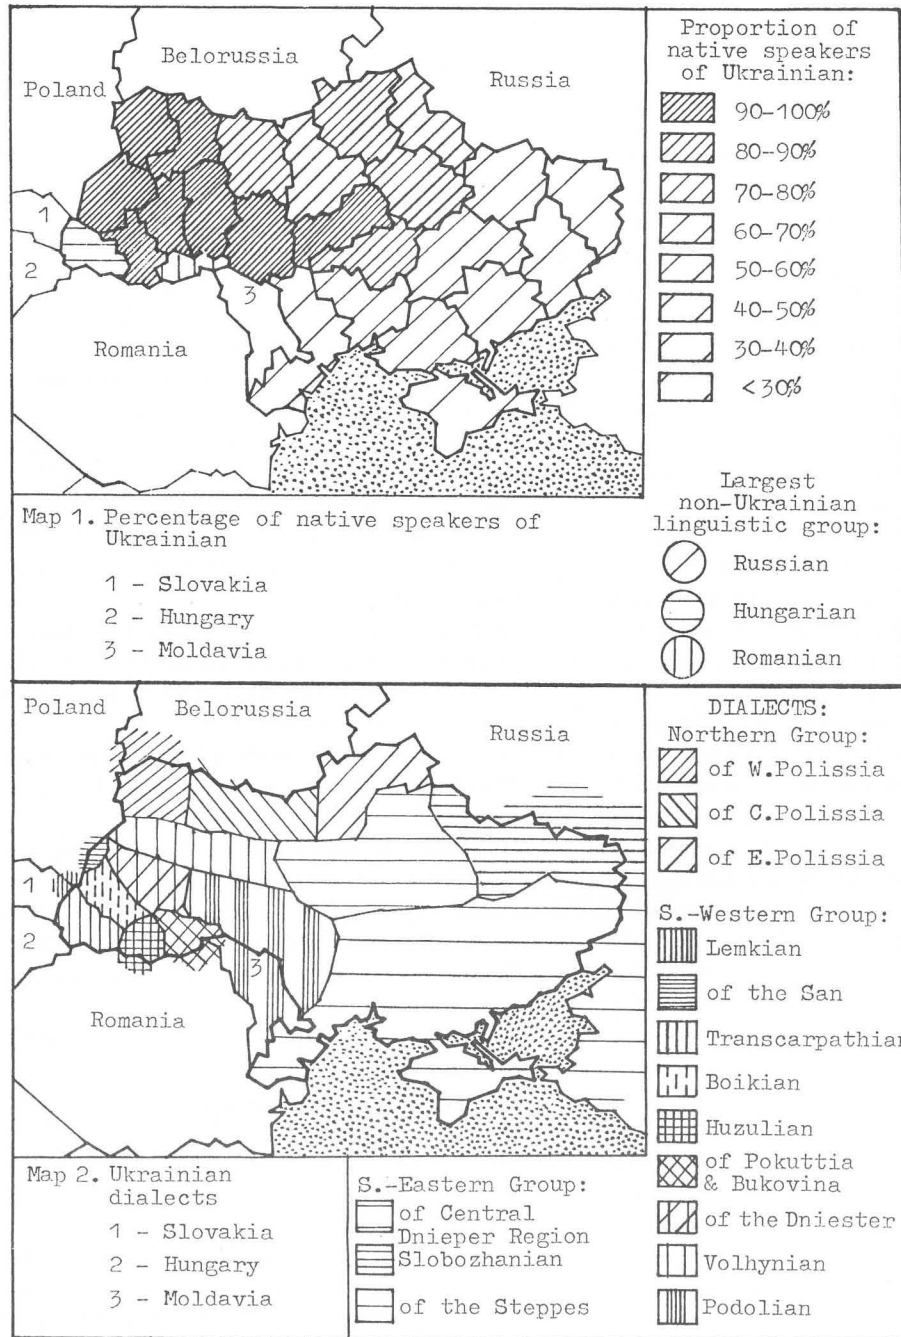 Belorussia
Poland
Russia
1
2
3
Romania
Proportion of
native speakers
of Ukrainian:
90-100%
80-90%
70-80%
60-70%
50-60%
40-50%
30-40%
<30%
Map 1. Percentage of native speakers of
Ukrainian
1 - Slovakia
2 - Hungary
3 - Moldavia
Largest
non-Ukrainian
linguistic group:
Russian
Hungarian
Romanian
Poland
Belorussia
Russia
1
2
3
Romania
DIALECTS:
Northern Group:
of W.Polissia
of C.Polissia
of E.Polissia
S.-Western Group:
Lemkian
of the San
Transcarpathian
Boikian
Huzulian
of Pokuttia
& Bukovina
of the Dniester
Volhynian
Podolian
Map 2. Ukrainian
dialects
1 - Slovakia
2 - Hungary
3 - Moldavia
S.-Eastern Group:
of Central
Dnieper Region
Slobozhanian
of the Steppes